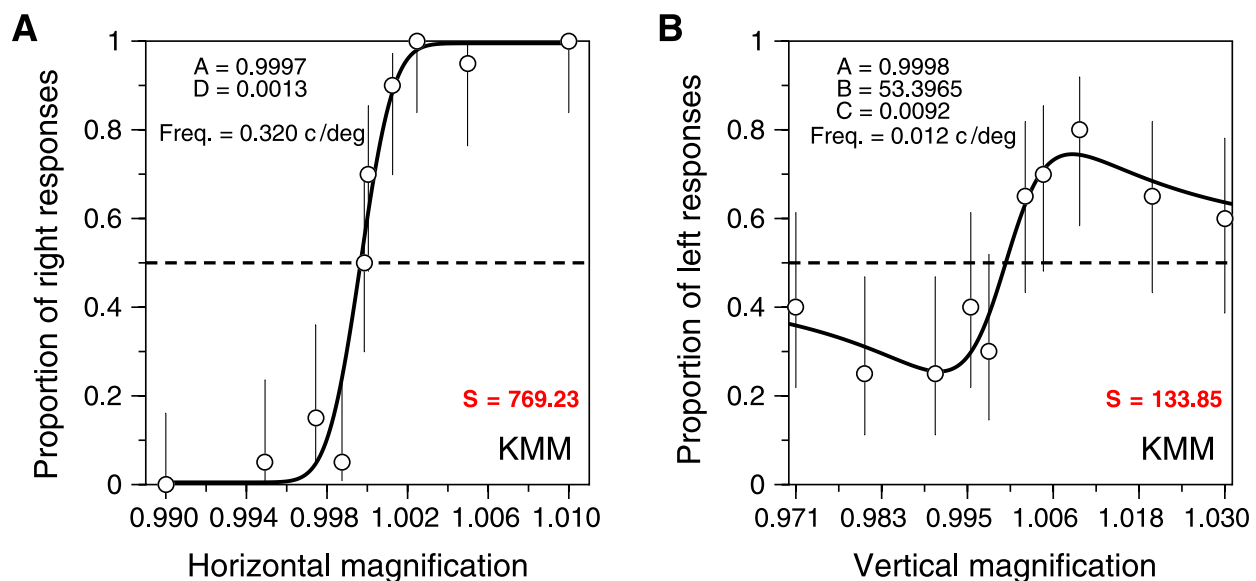 A
Proportion of right responses
1
0.8
0.6
0.4
0.2
0
A = 0.9997
D = 0.0013
Freq. = 0.320 c/deg
S = 769.23
KMM
0.990 0.994 0.998 1.002 1.006 1.010
Horizontal magnification
B
Proportion of left responses
1
0.8
0.6
0.4
0.2
0
A = 0.9998
B = 53.3965
C = 0.0092
Freq. = 0.012 c/deg
S = 133.85
KMM
0.971 0.983 0.995 1.006 1.018 1.030
Vertical magnification